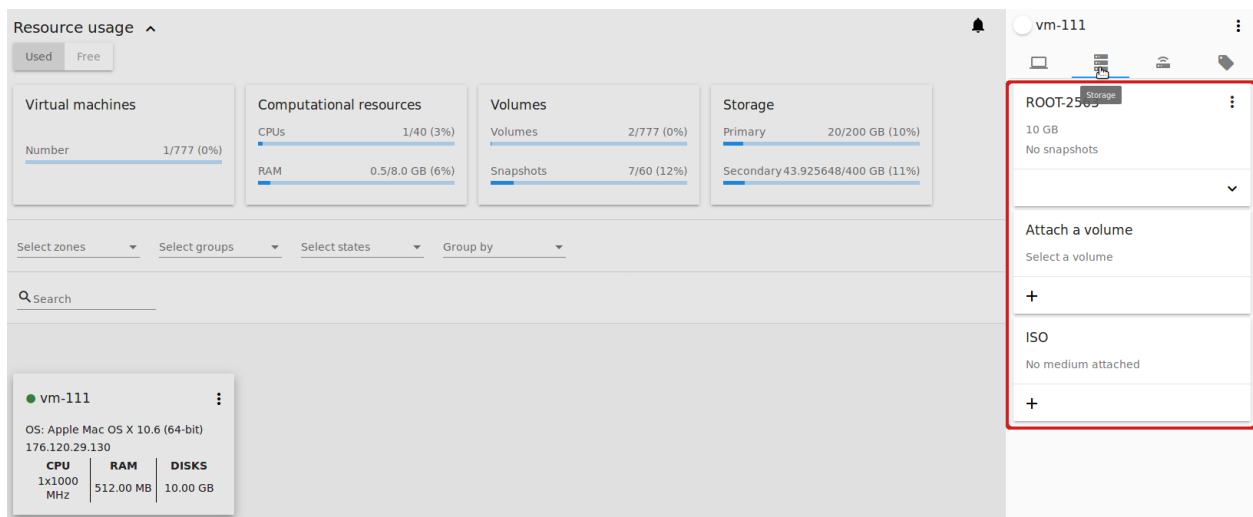 Resource usage
Used Free
Virtual machines
Number 1/777 (0%)
Computational resources
CPUs 1/40 (3%)
RAM 0.5/8.0 GB (6%)
Volumes
Volumes 2/777 (0%)
Snapshots 7/60 (12%)
Storage
Primary 20/200 GB (10%)
Secondary 43.925648/400 GB (11%)
Select zones Select groups Select states Group by
Search
vm-111
OS: Apple Mac OS X 10.6 (64-bit)
176.120.29.130
CPU RAM DISKS
1x1000 MHz 512.00 MB 10.00 GB
vm-111
Storage
10 GB
No snapshots
Attach a volume
Select a volume
+
ISO
No medium attached
+